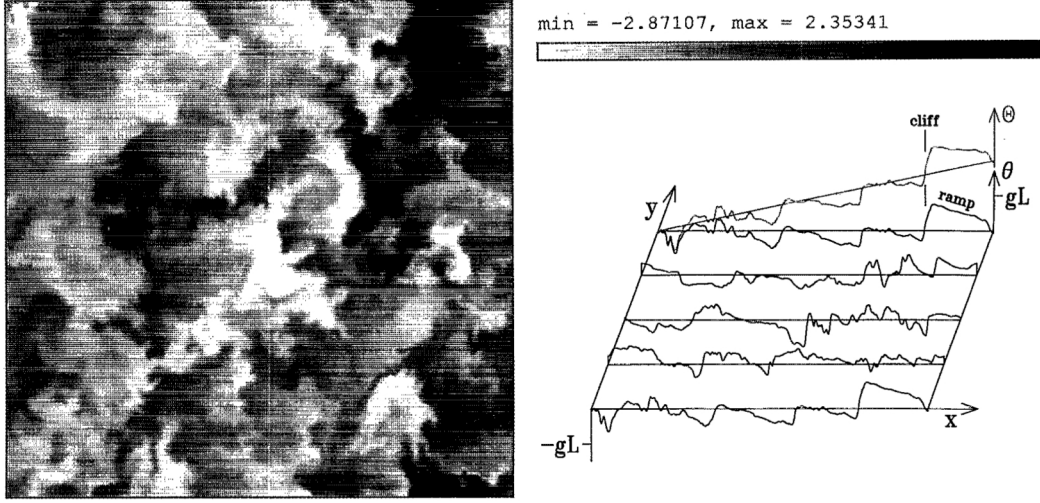 min = -2.87107, max = 2.35341
Θ
cliff
θ
ramp
gL
y
x
-gL